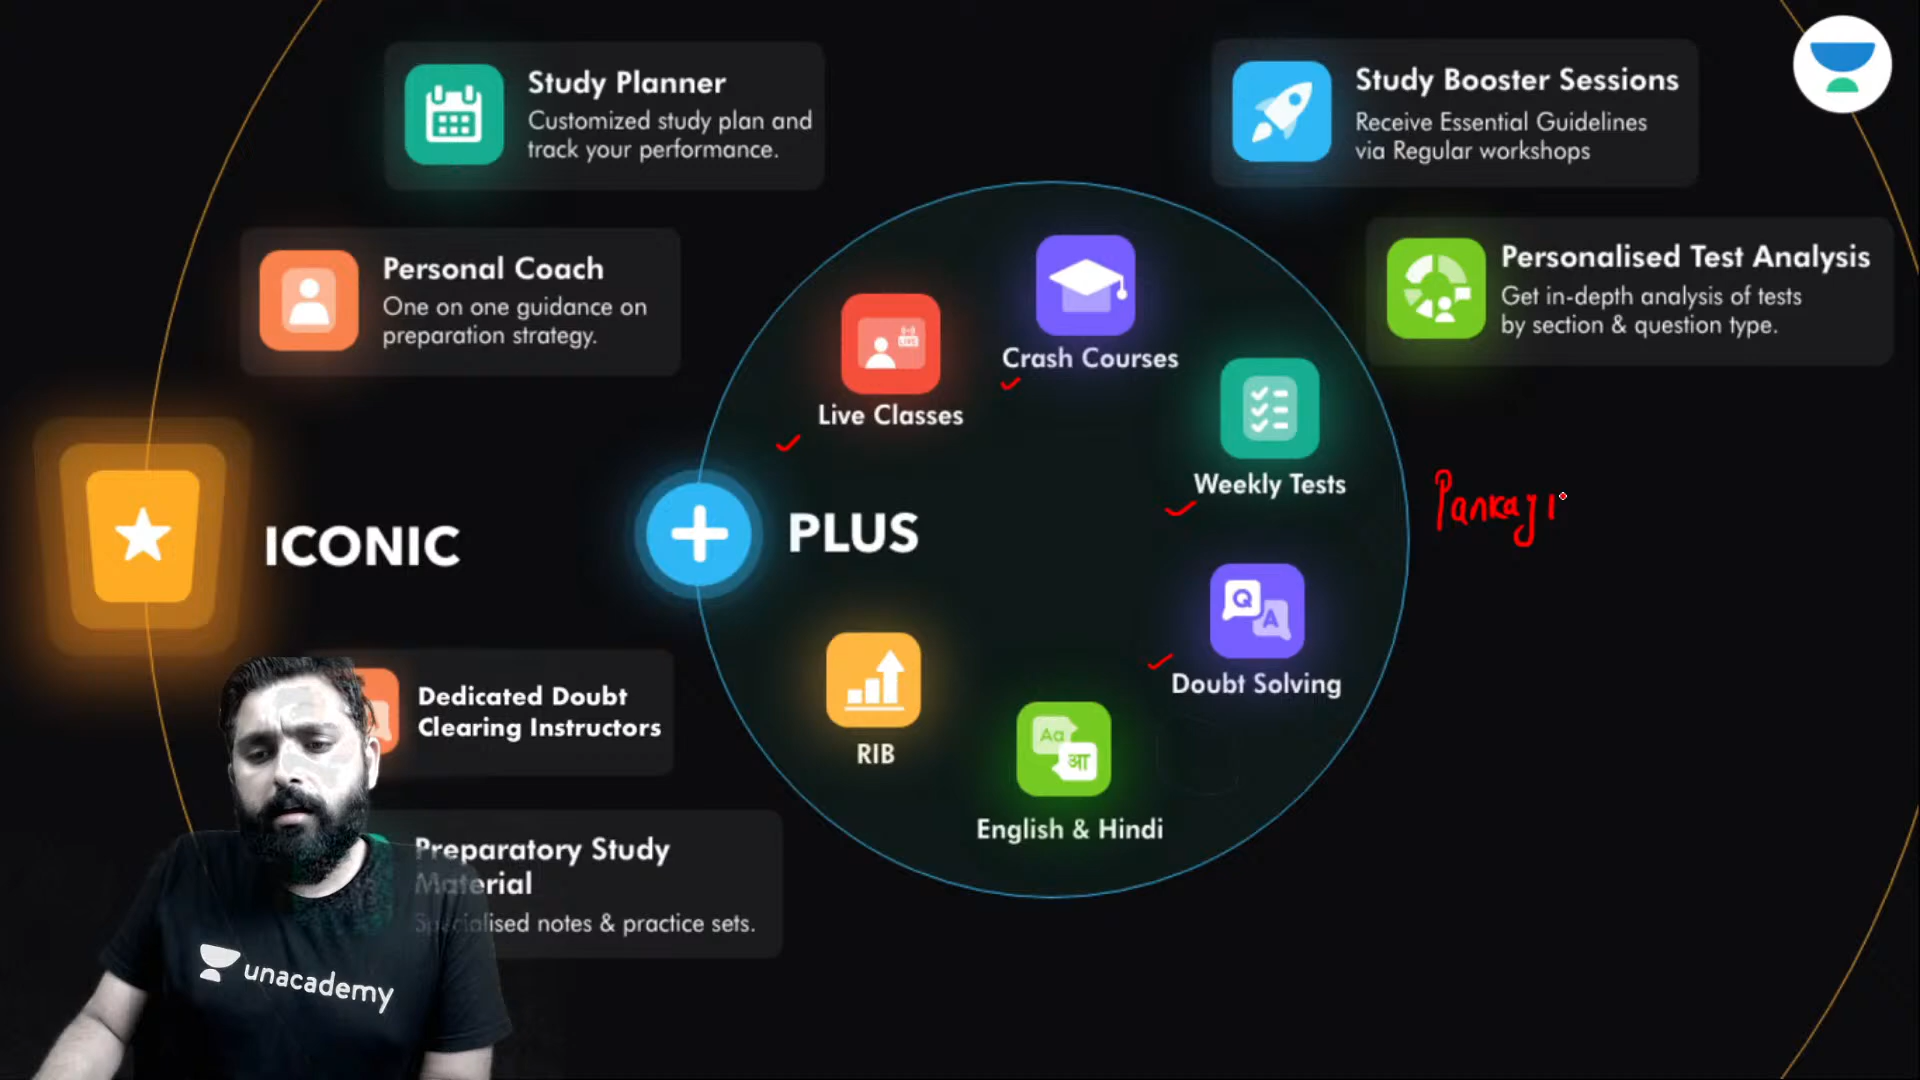 Study Planner
Customized study plan and
track your performance.
Study Booster Sessions
Receive Essential Guidelines
via Regular workshops
Personal Coach
One on one guidance on
preparation strategy.
Personalised Test Analysis
Get in-depth analysis of tests
by section & question type.
LIVE
Live Classes
Crash Courses
Weekly Tests
ICONIC
PLUS
Pankaj1
Q
A
Doubt Solving
Dedicated Doubt
Clearing Instructors
RIB
Aa
आ
English & Hindi
Preparatory Study
Material
Specialised notes & practice sets.
unacademy